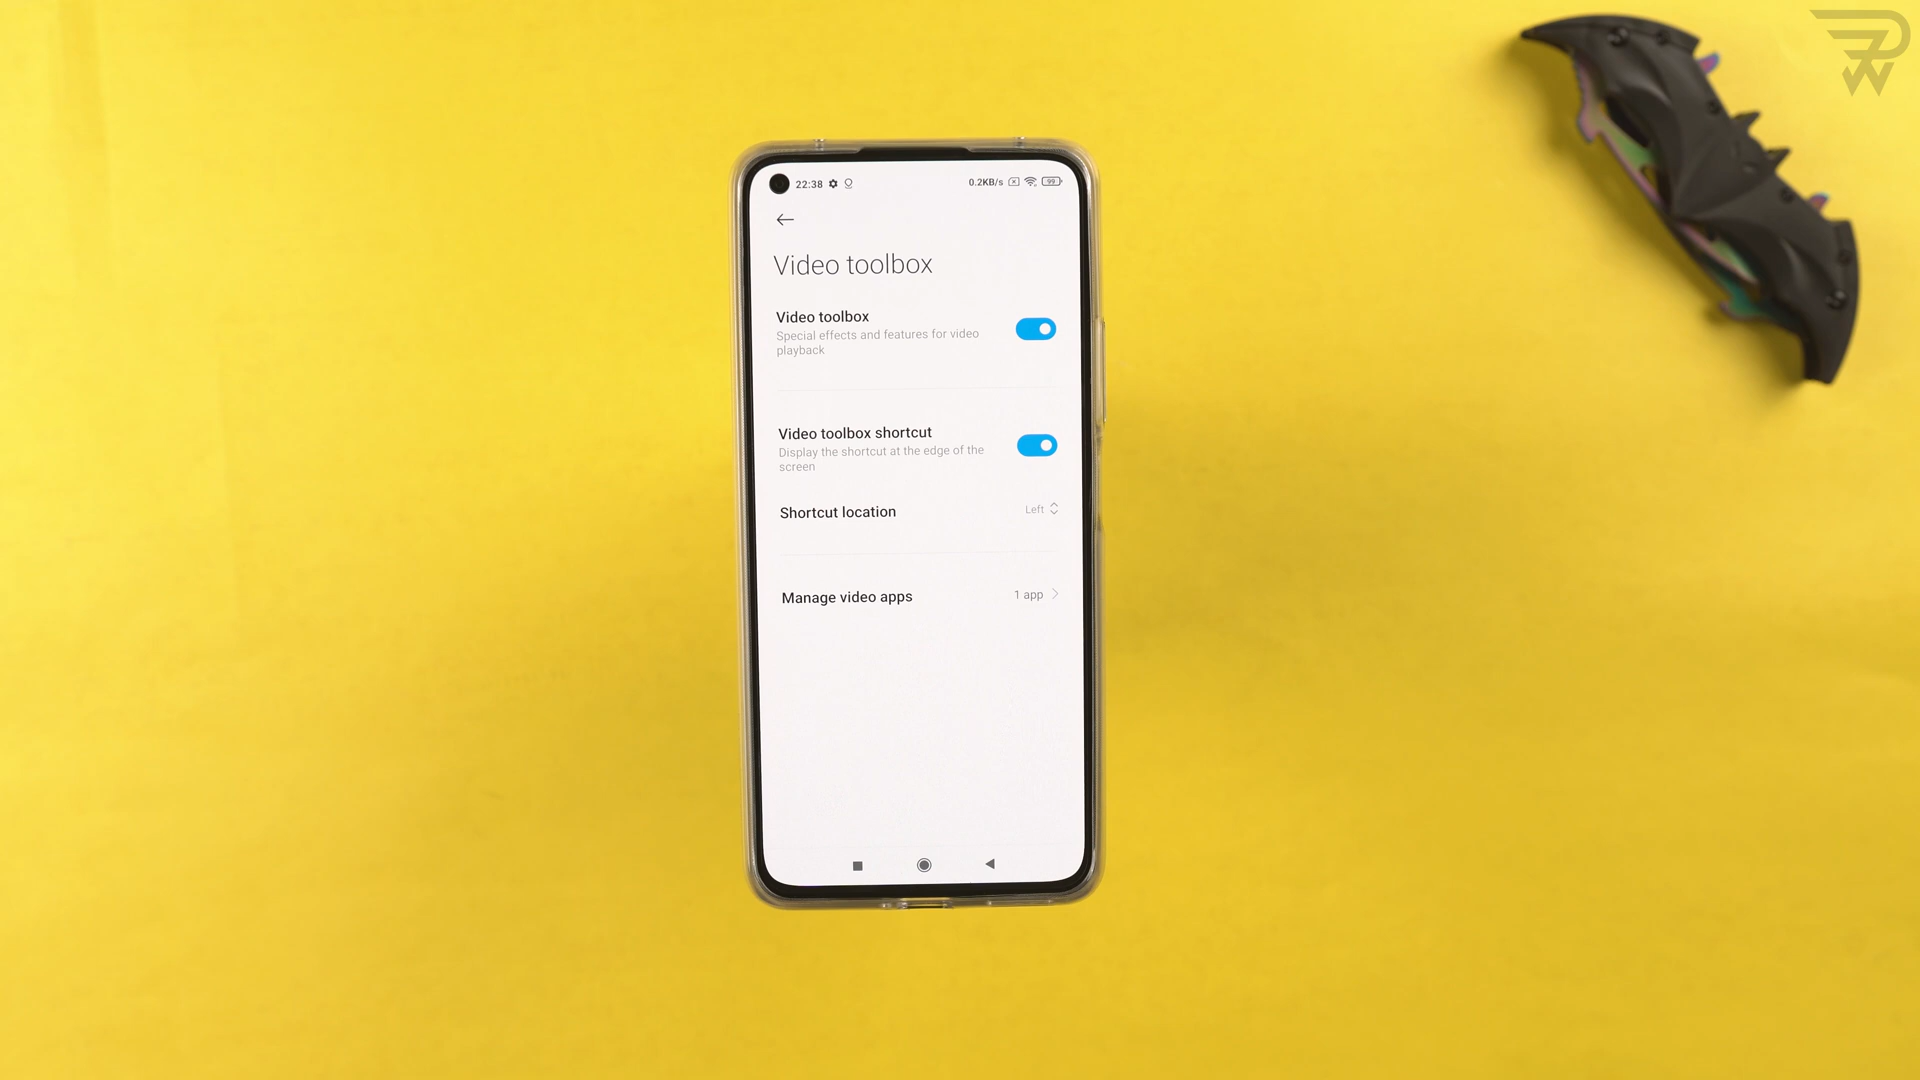 22:38
0.2KB/s 99
Video toolbox
Video toolbox
Special effects and features for video
playback
Video toolbox shortcut
Display the shortcut at the edge of the
screen
Shortcut location Left
Manage video apps 1 app